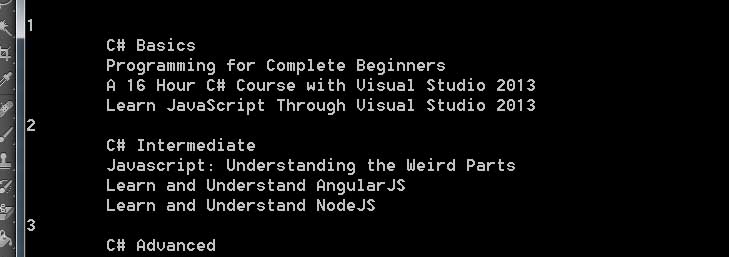 1
C# Basics
Programming for Complete Beginners
A 16 Hour C# Course with Visual Studio 2013
Learn JavaScript Through Visual Studio 2013
2
C# Intermediate
Javascript: Understanding the Weird Parts
Learn and Understand AngularJS
Learn and Understand NodeJS
3
C# Advanced